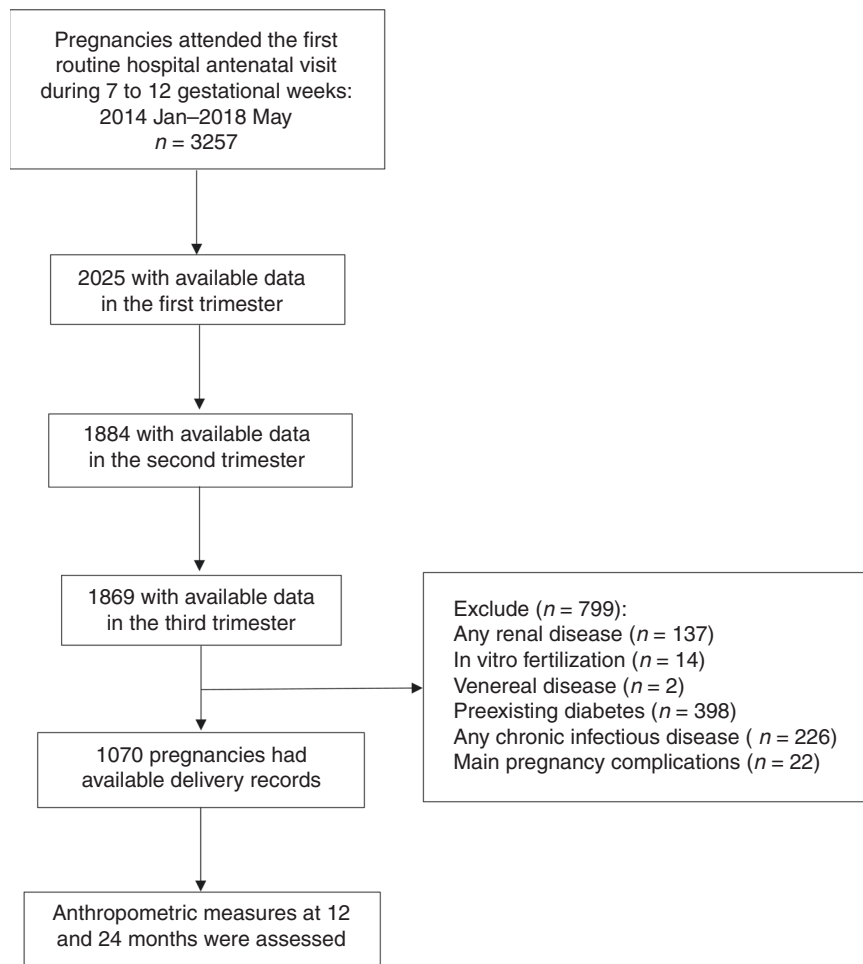 Pregnancies attended the first
routine hospital antenatal visit
during 7 to 12 gestational weeks:
2014 Jan–2018 May
n = 3257
2025 with available data
in the first trimester
1884 with available data
in the second trimester
1869 with available data
in the third trimester
Exclude (n = 799):
Any renal disease (n = 137)
In vitro fertilization (n = 14)
Venereal disease (n = 2)
Preexisting diabetes (n = 398)
Any chronic infectious disease ( n = 226)
Main pregnancy complications (n = 22)
1070 pregnancies had
available delivery records
Anthropometric measures at 12
and 24 months were assessed